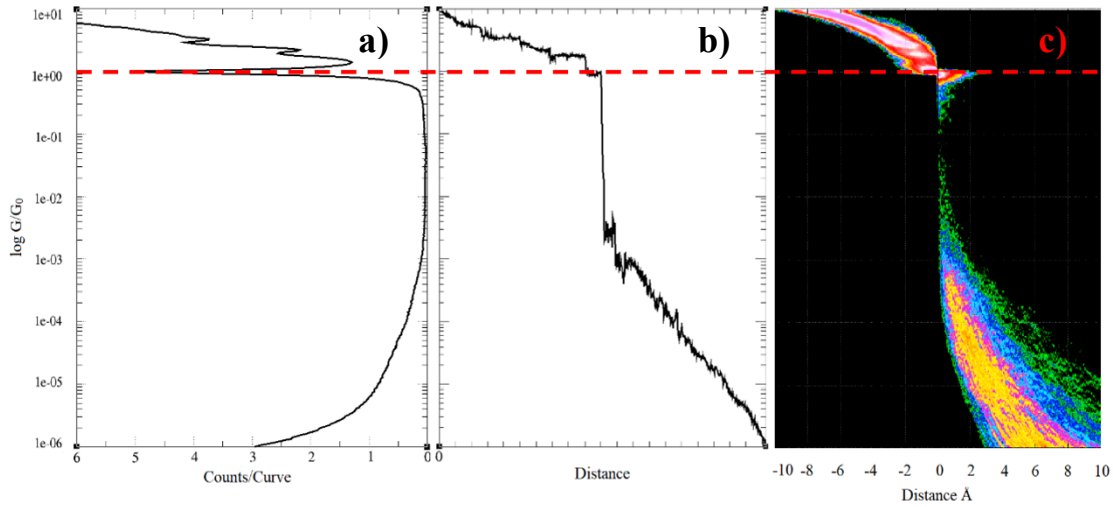 a)
b)
c)
1e+01
1e+00
1e-01
1e-02
1e-03
1e-04
1e-05
1e-06
log G/G₀
6 5 4 3 2 1 0
Counts/Curve
0 0
Distance
-10 -8 -6 -4 -2 0 2 4 6 8 10
Distance Å